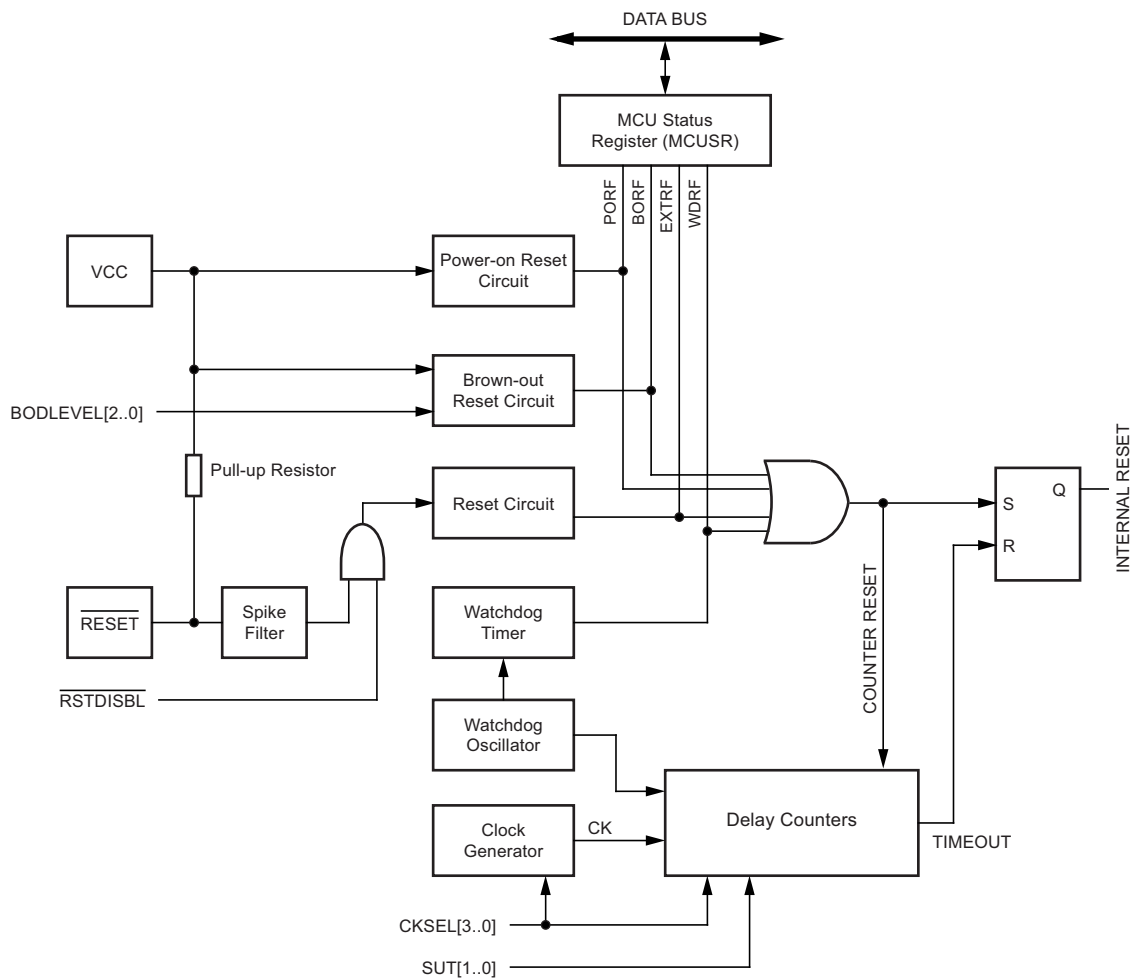 DATA BUS
MCU Status
Register (MCUSR)
PORF
BORF
EXTRF
WDRF
VCC
Power-on Reset
Circuit
Brown-out
Reset Circuit
BODLEVEL[2..0]
Pull-up Resistor
Reset Circuit
S
Q
R
INTERNAL RESET
RESET
Spike
Filter
Watchdog
Timer
COUNTER RESET
RSTDISBL
Watchdog
Oscillator
Clock
Generator
CK
Delay Counters
TIMEOUT
CKSEL[3..0]
SUT[1..0]